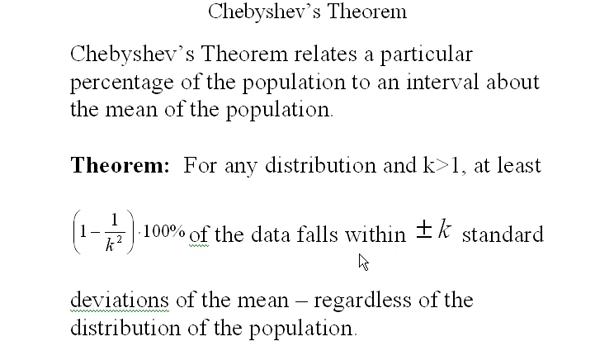 Chebyshev's Theorem
Chebyshev's Theorem relates a particular
percentage of the population to an interval about
the mean of the population.
Theorem: For any distribution and k>1, at least
(1 - 1/k²)·100% of the data falls within ±k standard
deviations of the mean – regardless of the
distribution of the population.